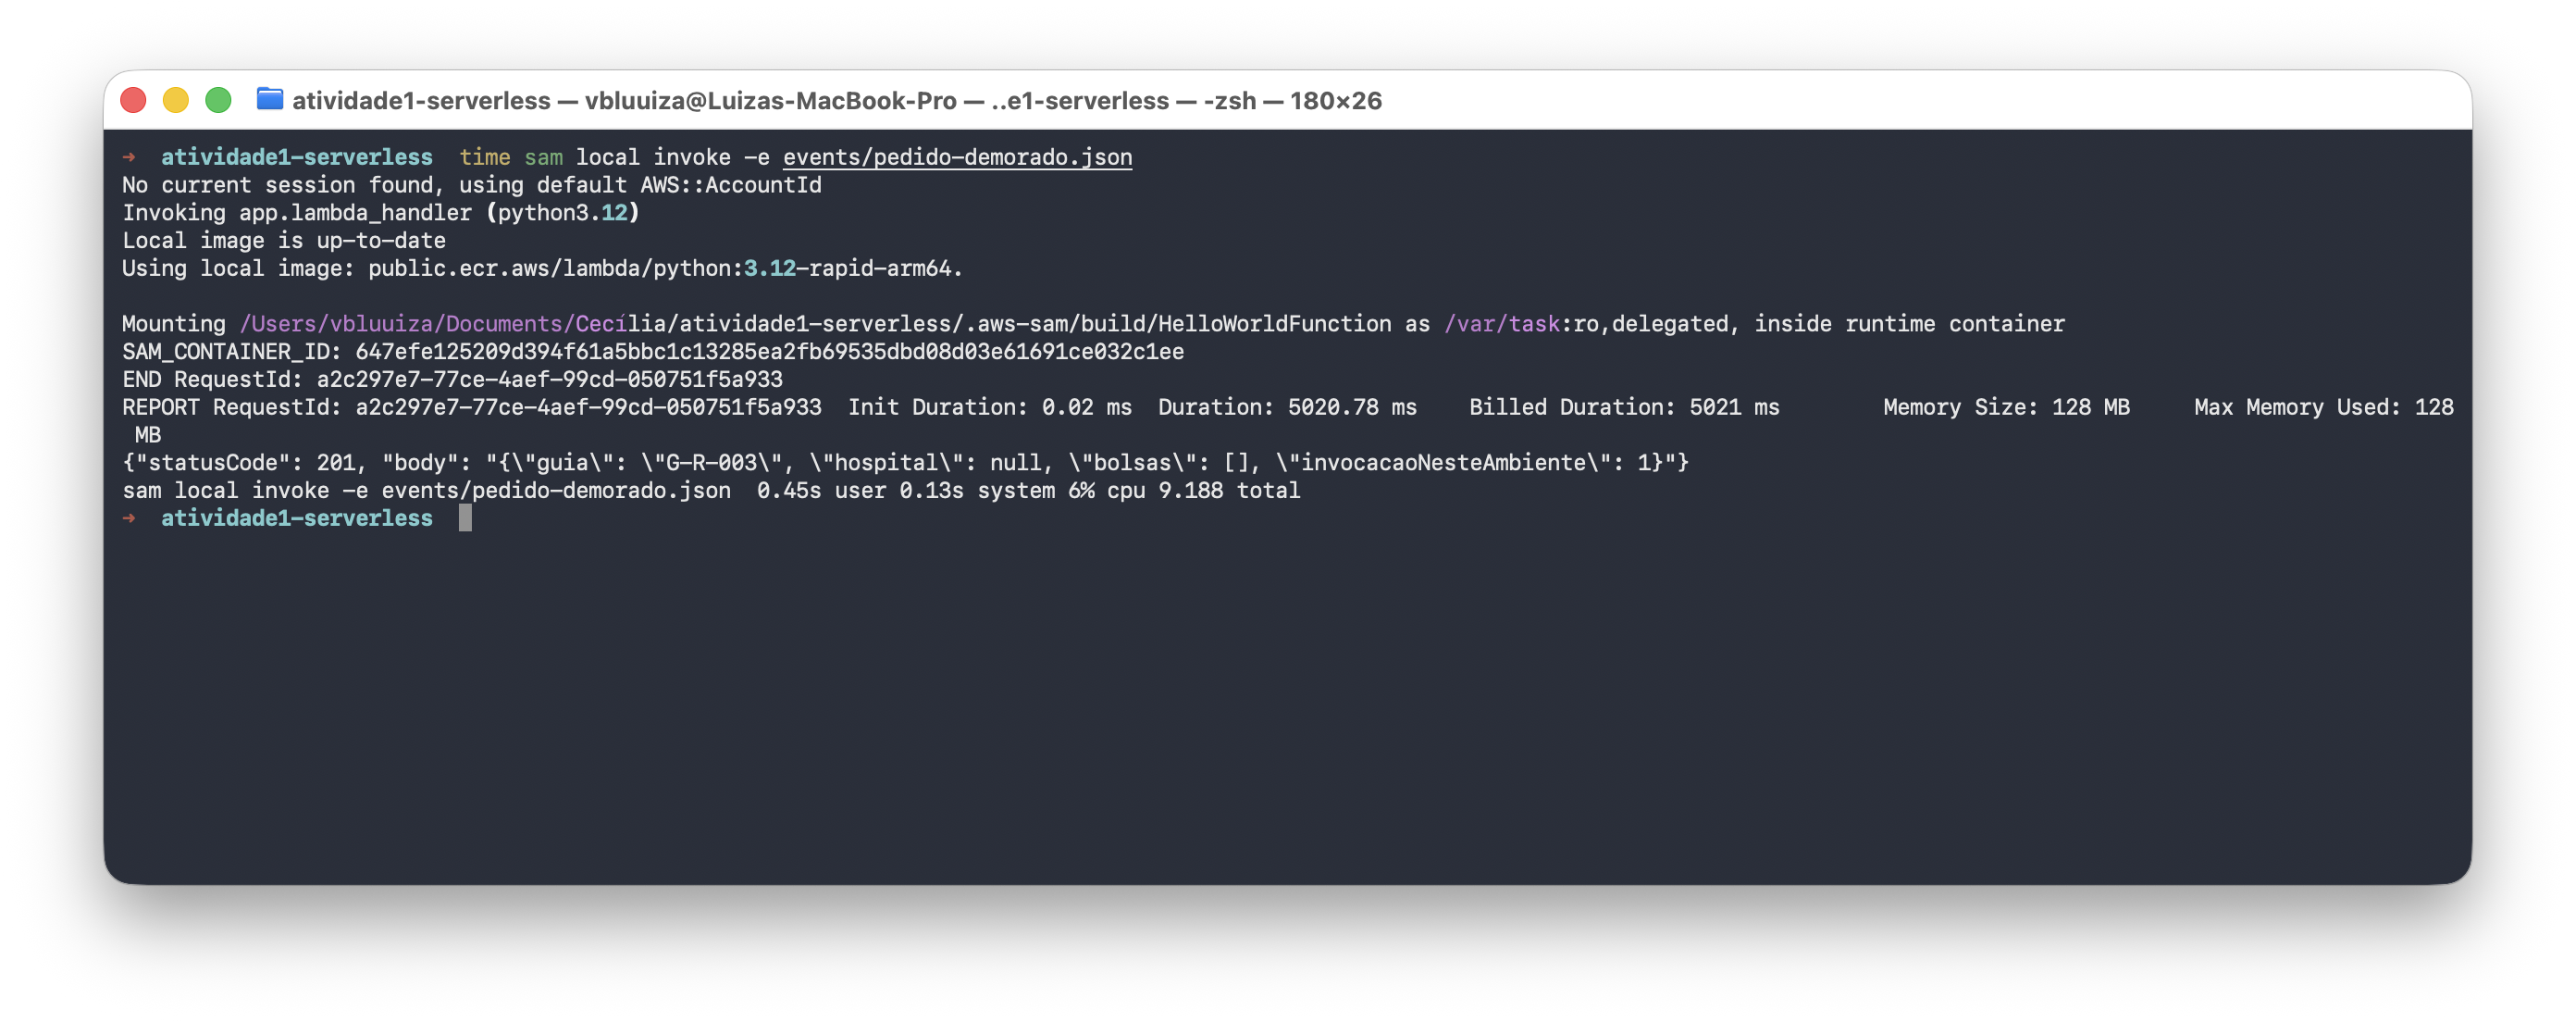 atividade1-serverless — vbluuiza@Luizas-MacBook-Pro — ..e1-serverless — -zsh — 180×26
➜  atividade1-serverless  time sam local invoke -e events/pedido-demorado.json
No current session found, using default AWS::AccountId
Invoking app.lambda_handler (python3.12)
Local image is up-to-date
Using local image: public.ecr.aws/lambda/python:3.12-rapid-arm64.
Mounting /Users/vbluuiza/Documents/Cecília/atividade1-serverless/.aws-sam/build/HelloWorldFunction as /var/task:ro,delegated, inside runtime container
SAM_CONTAINER_ID: 647efe125209d394f61a5bbc1c13285ea2fb69535dbd08d03e61691ce032c1ee
END RequestId: a2c297e7-77ce-4aef-99cd-050751f5a933
REPORT RequestId: a2c297e7-77ce-4aef-99cd-050751f5a933  Init Duration: 0.02 ms  Duration: 5020.78 ms    Billed Duration: 5021 ms        Memory Size: 128 MB     Max Memory Used: 128
 MB
{"statusCode": 201, "body": "{\"guia\": \"G-R-003\", \"hospital\": null, \"bolsas\": [], \"invocacaoNesteAmbiente\": 1}"}
sam local invoke -e events/pedido-demorado.json  0.45s user 0.13s system 6% cpu 9.188 total
➜  atividade1-serverless